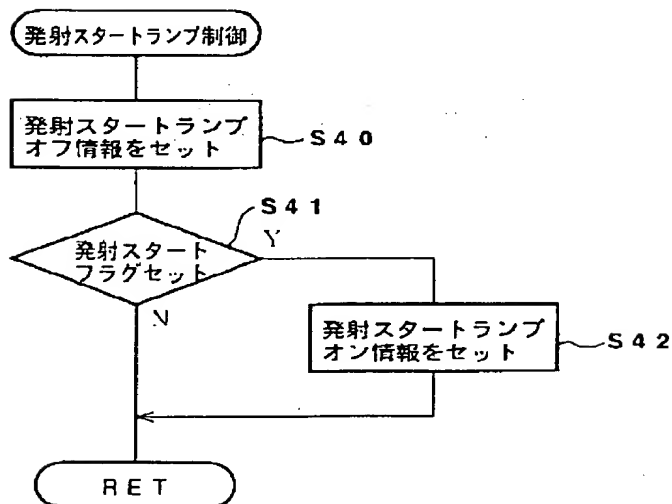 発射スタートランプ制御
発射スタートランプ
オフ情報をセット
S40
S41
発射スタート
フラグセット
Y
N
発射スタートランプ
オン情報をセット
S42
RET